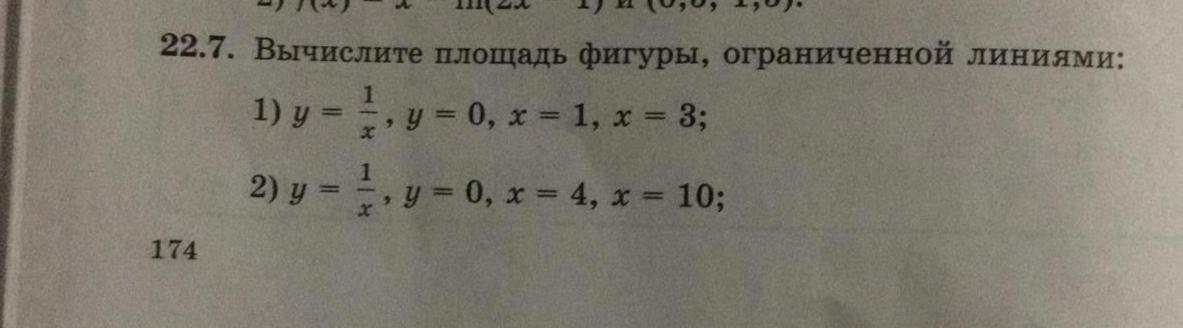 22.7. Вычислите площадь фигуры, ограниченной линиями:
1) y = 1/x, y = 0, x = 1, x = 3;
2) y = 1/x, y = 0, x = 4, x = 10;
174